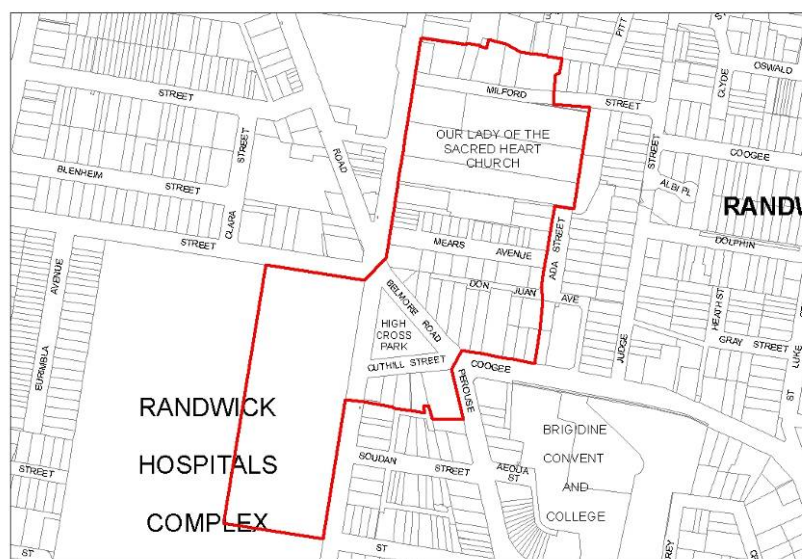 PITT
ST
OSWALD
CLYDE
STREET
MILFORD
STREET
OUR LADY OF THE
SACRED HEART
CHURCH
ROAD
STREET
STREET
COOGEE
BLENHEIM
STREET
ALBI PL
RANDW
CLARA
STREET
MEARS
AVENUE
ADA STREET
DOLPHIN
AVENUE
EURIMBLA
BELMORE ROAD
DON
JUAN
AVE
HEATH ST
HIGH
CROSS
PARK
JUDGE
GRAY STREET
LUKE
ST
CUTHILL STREET
COOGEE
PEROUSE
RANDWICK
HOSPITALS
COMPLEX
BRIGIDINE
CONVENT
AND
COLLEGE
STREET
SOUDAN
STREET
AEOLIA
ST
ST